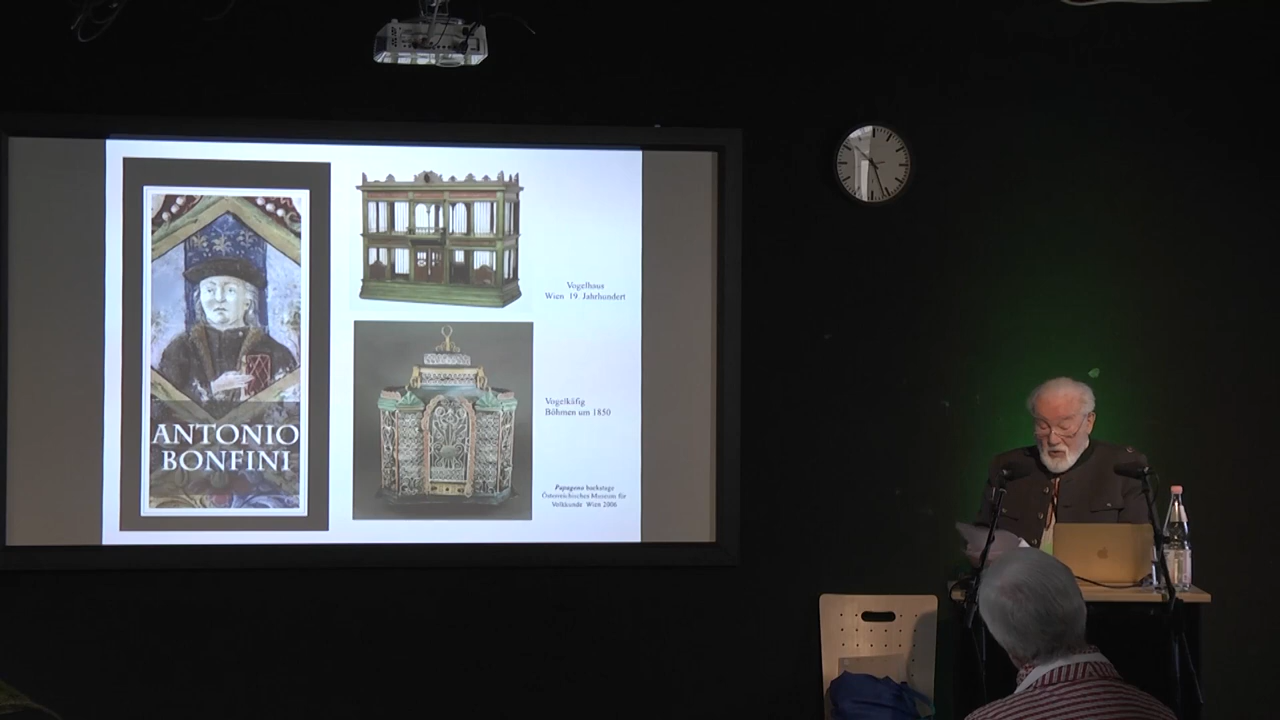 ANTONIO
BONFINI
Vogelhaus
Wien 19. Jahrhundert
Vogelkäfig
Böhmen um 1850
Papageno backstage
Österreichisches Museum für
Volkskunde Wien 2006